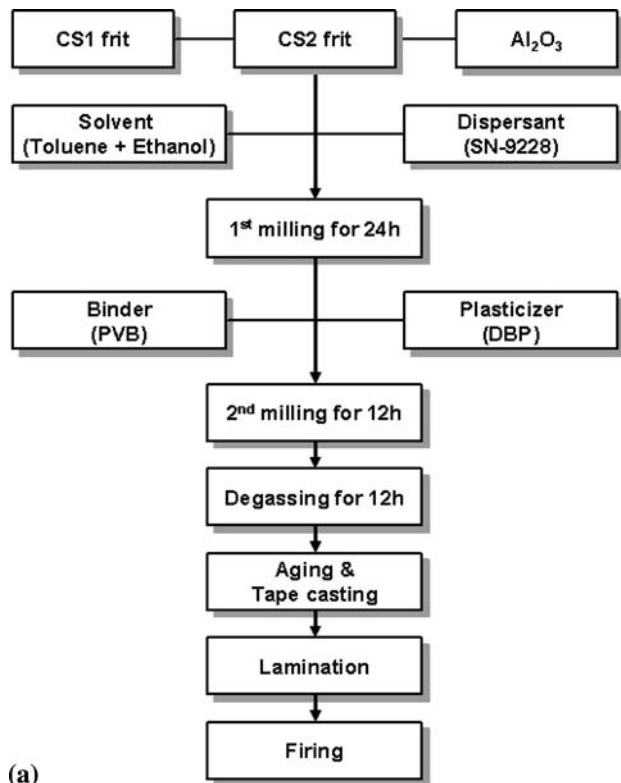 CS1 frit
CS2 frit
Al₂O₃
Solvent
(Toluene + Ethanol)
Dispersant
(SN-9228)
1ˢᵗ milling for 24h
Binder
(PVB)
Plasticizer
(DBP)
2ⁿᵈ milling for 12h
Degassing for 12h
Aging &
Tape casting
Lamination
Firing
(a)